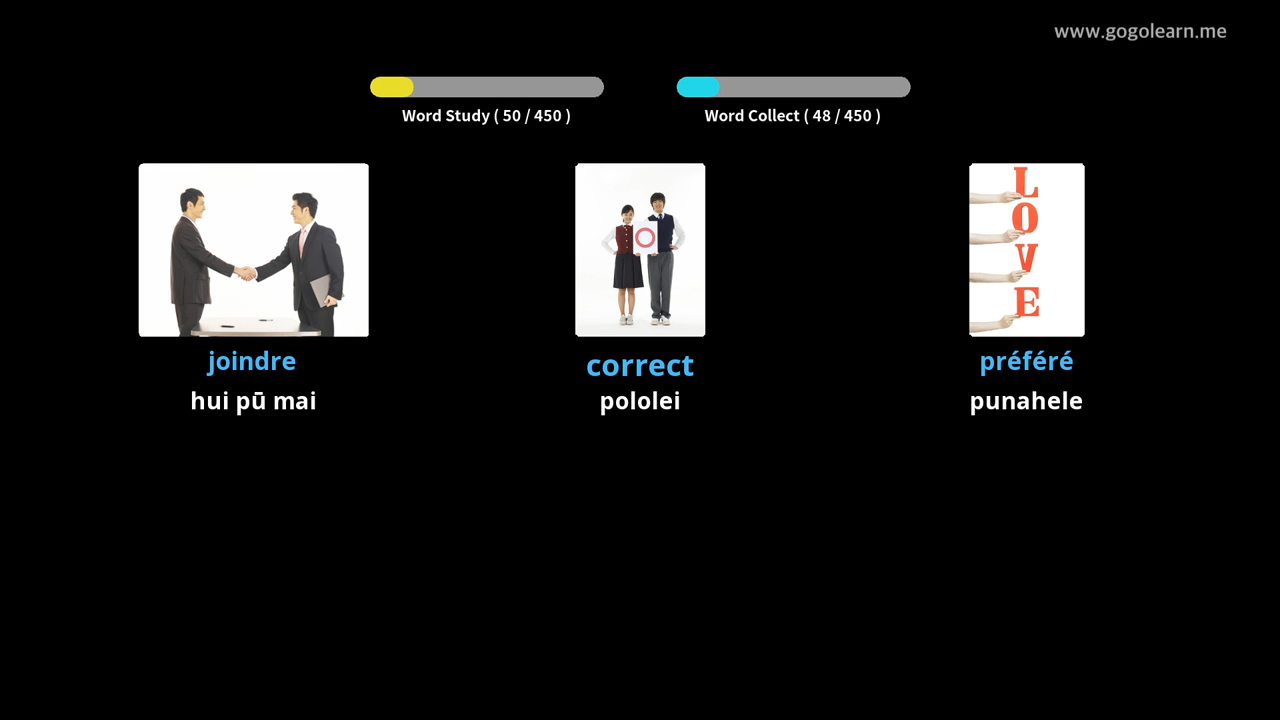 www.gogolearn.me
Word Study ( 50 / 450 )
Word Collect ( 48 / 450 )
L
O
V
E
joindre
hui pū mai
correct
pololei
préféré
punahele